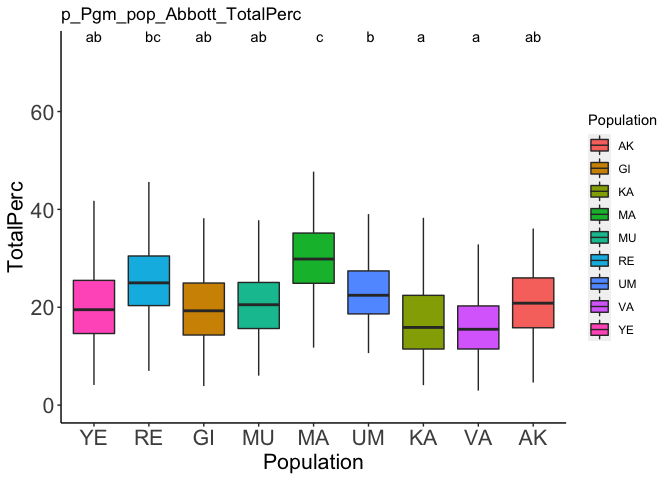 p_Pgm_pop_Abbott_TotalPerc
ab bc ab ab c b a a ab
TotalPerc
60
40
20
0
YE RE GI MU MA UM KA VA AK
Population
Population
AK
GI
KA
MA
MU
RE
UM
VA
YE